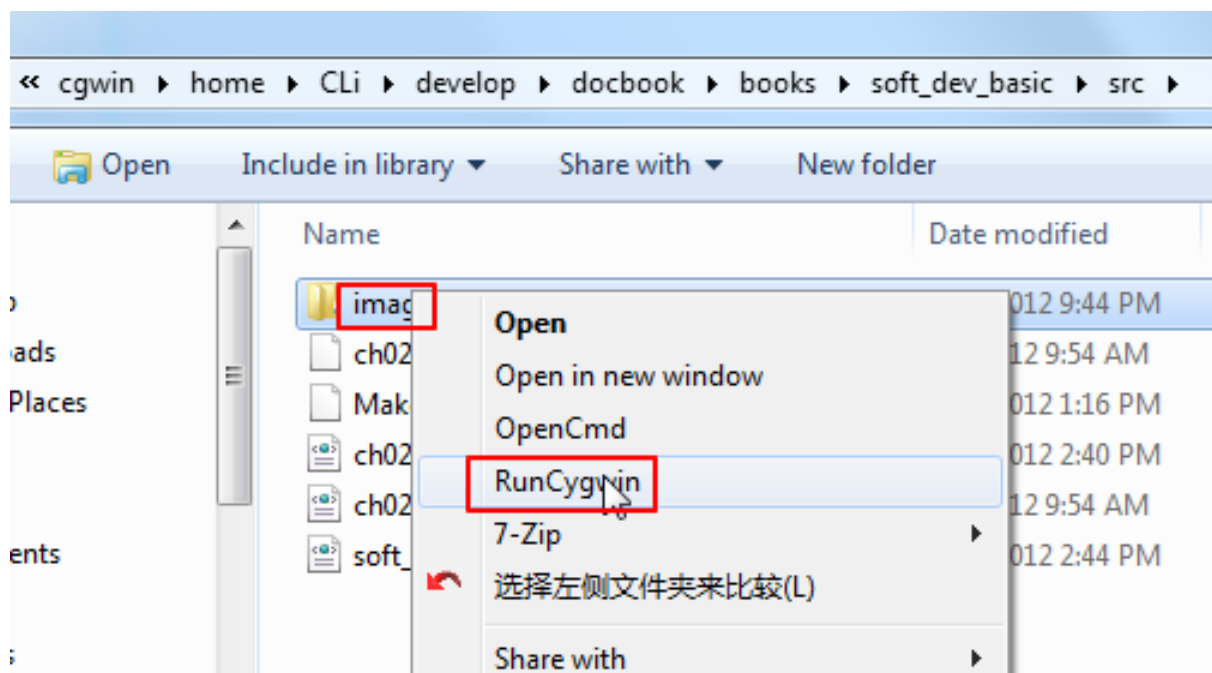 « cgwin ▸ home ▸ CLi ▸ develop ▸ docbook ▸ books ▸ soft_dev_basic ▸ src ▸
Open Include in library ▾ Share with ▾ New folder
Name Date modified
imag 012 9:44 PM
Open
ads ch02 12 9:54 AM
Open in new window
Places Mak 012 1:16 PM
OpenCmd
ch02 012 2:40 PM
RunCygwin
ch02 12 9:54 AM
7-Zip
ents soft_ 012 2:44 PM
选择左侧文件夹来比较(L)
Share with